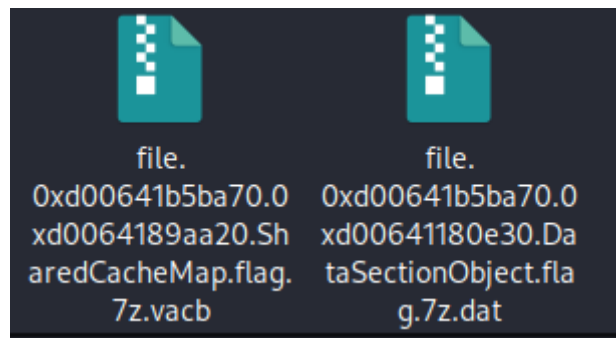 file.
0xd00641b5ba70.0
xd0064189aa20.Sh
aredCacheMap.flag.
7z.vacb
file.
0xd00641b5ba70.0
xd00641180e30.Da
taSectionObject.fla
g.7z.dat